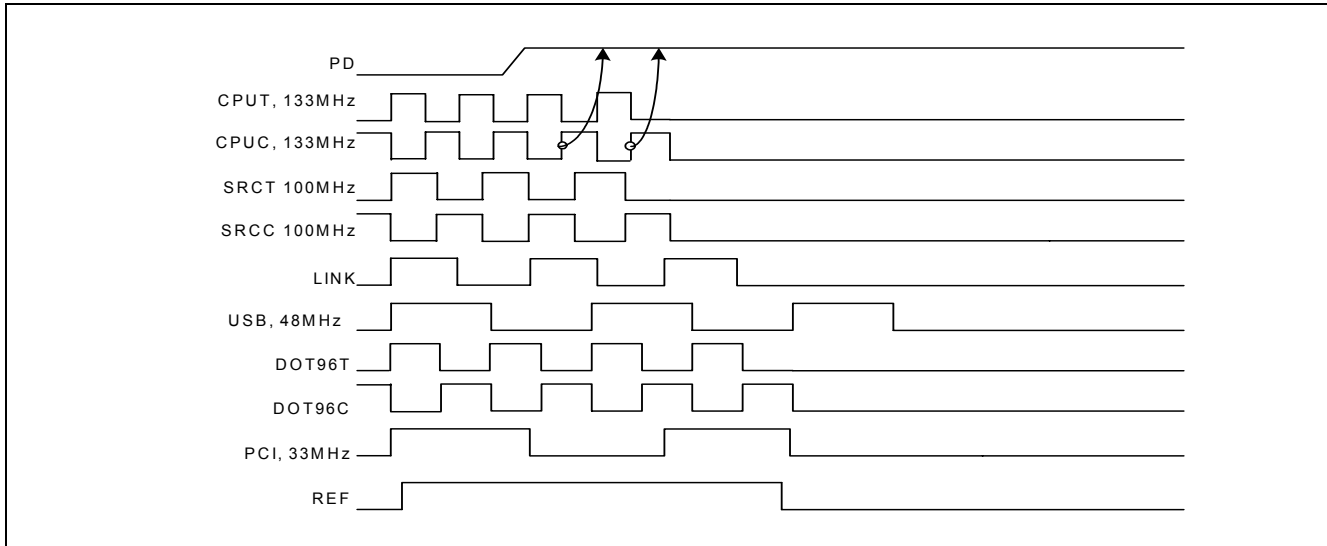 PD
CPUT, 133MHz
CPUC, 133MHz
SRCT 100MHz
SRCC 100MHz
LINK
USB, 48MHz
DOT96T
DOT96C
PCI, 33MHz
REF